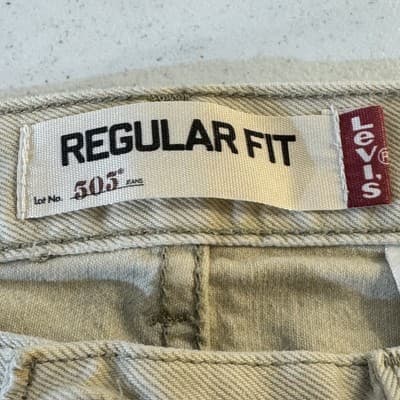 REGULAR FIT
Lot No. 505® JEANS
Levi's®